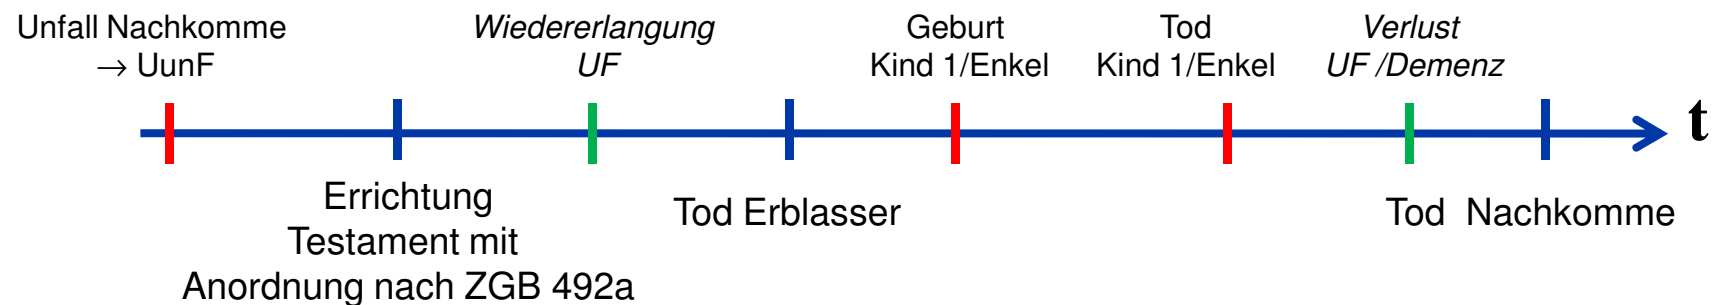 Unfall Nachkomme
→ UunF
Wiedererlangung
UF
Geburt
Kind 1/Enkel
Tod
Kind 1/Enkel
Verlust
UF /Demenz
t
Errichtung
Testament mit
Anordnung nach ZGB 492a
Tod Erblasser
Tod Nachkomme